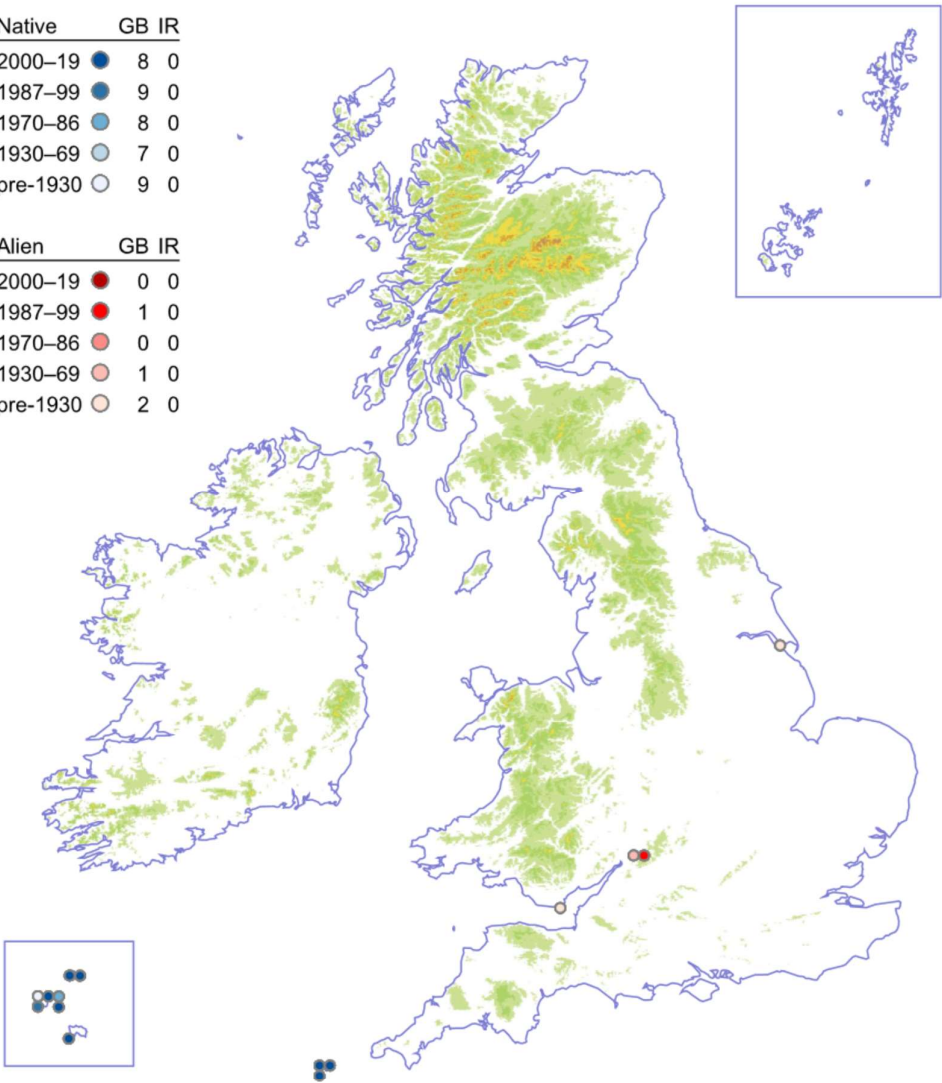 Native GB IR
2000–19 8 0
1987–99 9 0
1970–86 8 0
1930–69 7 0
pre-1930 9 0
Alien GB IR
2000–19 0 0
1987–99 1 0
1970–86 0 0
1930–69 1 0
pre-1930 2 0